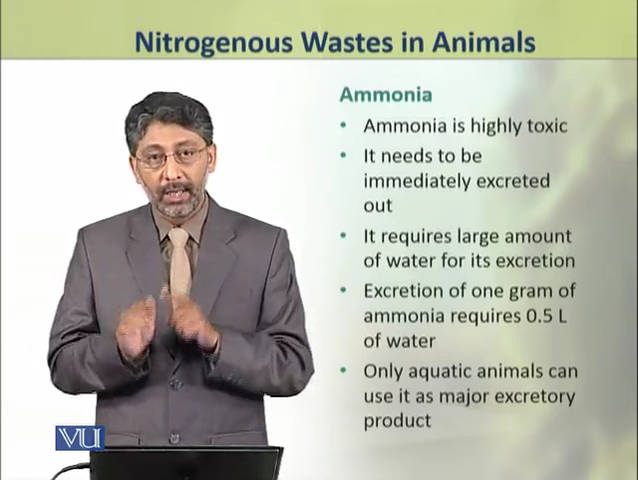 Nitrogenous Wastes in Animals
Ammonia
• Ammonia is highly toxic
• It needs to be
immediately excreted
out
• It requires large amount
of water for its excretion
• Excretion of one gram of
ammonia requires 0.5 L
of water
• Only aquatic animals can
use it as major excretory
product
VU